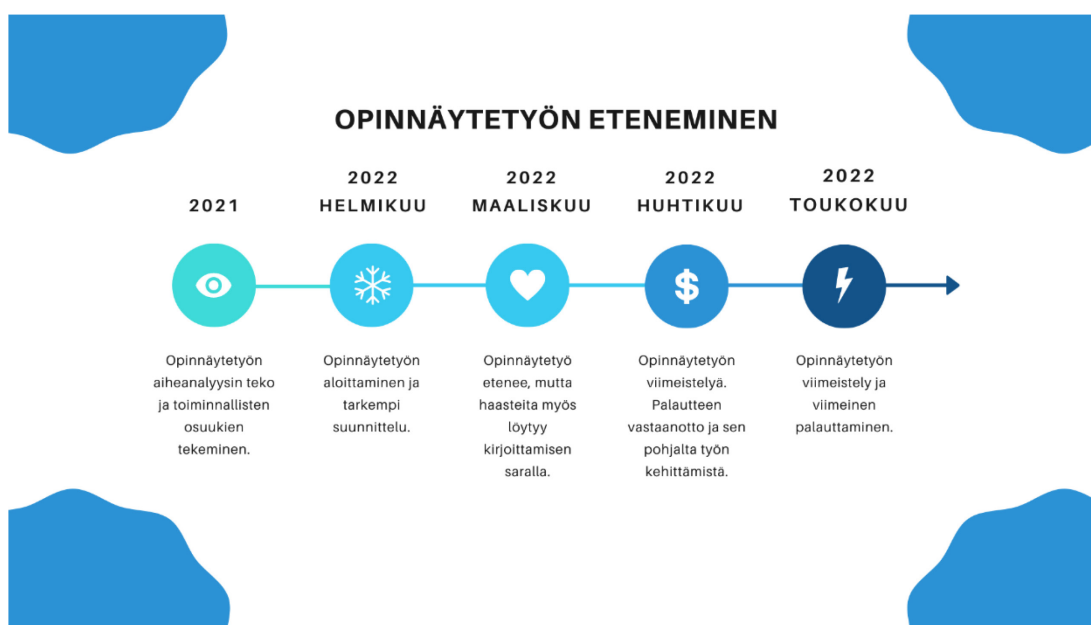 OPINNÄYTETYÖN ETENEMINEN
2021
2022
HELMIKUU
2022
MAALISKUU
2022
HUHTIKUU
2022
TOUKOKUU
$
Opinnäytetyön
aiheanalyysin teko
ja toiminnallisten
osuukien
tekeminen.
Opinnäytetyön
aloittaminen ja
tarkempi
suunnittelu.
Opinnäytetyö
etenee, mutta
haasteita myös
löytyy
kirjoittamisen
saralla.
Opinnäytetyön
viimeistelyä.
Palautteen
vastaanotto ja sen
pohjalta työn
kehittämistä.
Opinnäytetyön
viimeistely ja
viimeinen
palauttaminen.